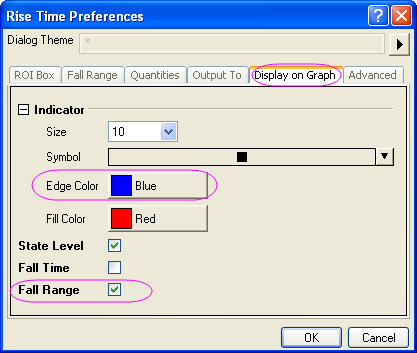 Rise Time Preferences
Dialog Theme *
ROI Box Fall Range Quantities Output To Display on Graph Advanced
Indicator
Size 10
Symbol
Edge Color Blue
Fill Color Red
State Level
Fall Time
Fall Range
OK Cancel